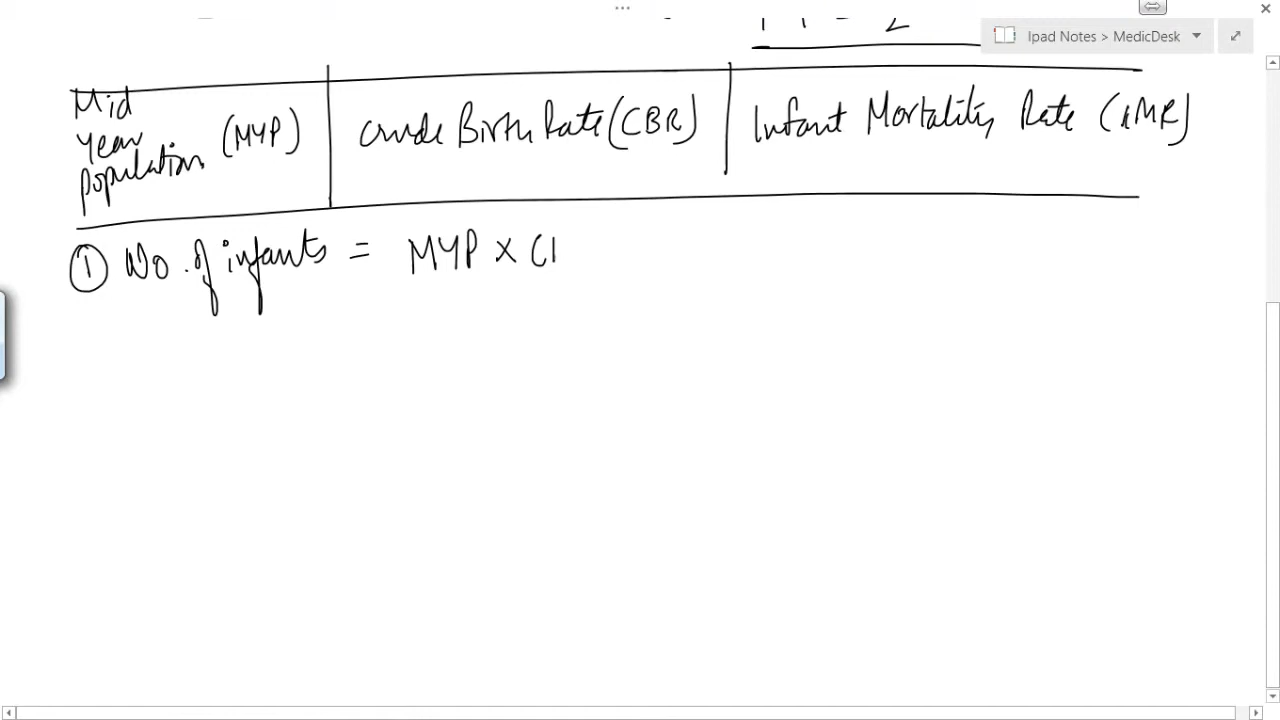 Ipad Notes > MedicDesk
Mid
year
population (MYP)
Crude Birth Rate (CBR)
Infant Mortality Rate (IMR)
① No. of infants = MYP × C